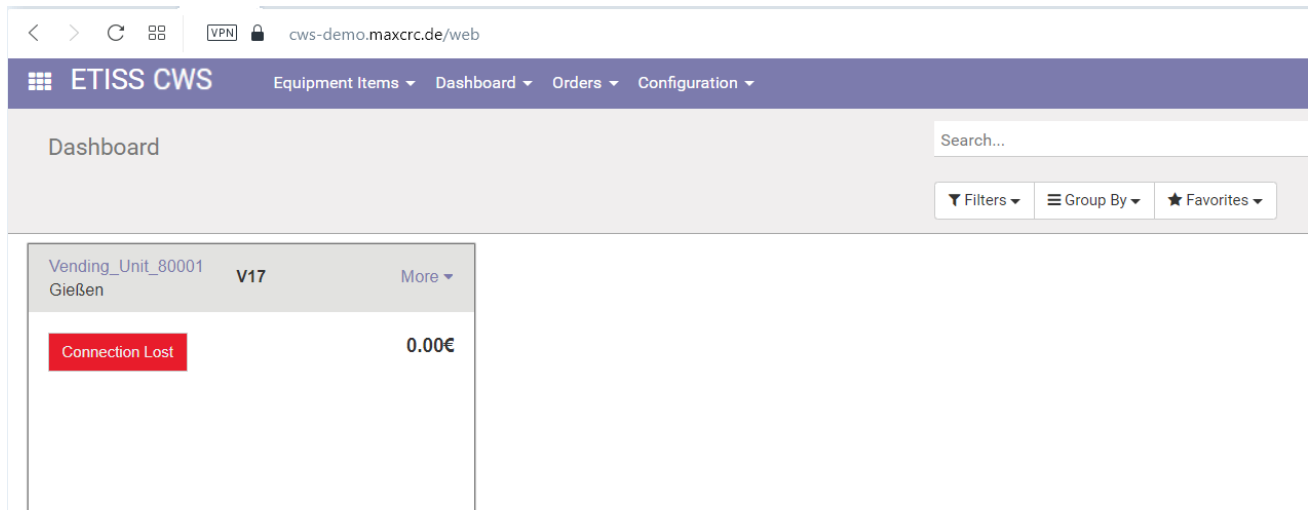 VPN cws-demo.maxcrc.de/web
ETISS CWS Equipment Items Dashboard Orders Configuration
Dashboard
Search...
Filters Group By Favorites
Vending_Unit_80001 V17 More
Gießen
Connection Lost 0.00€